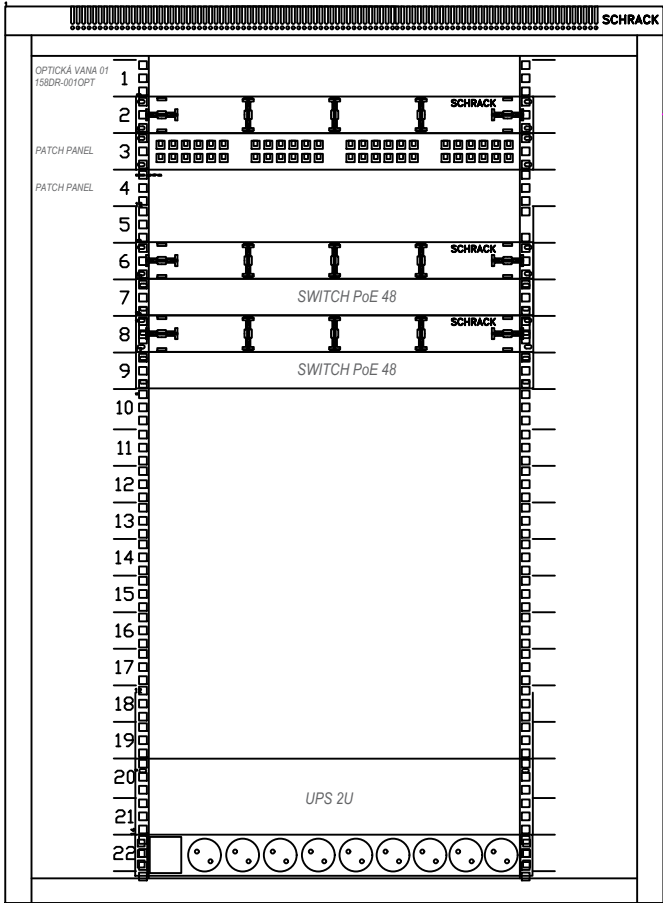 SCHRACK
OPTICKÁ VANA 01
158DR-001OPT
1
2
SCHRACK
PATCH PANEL
3
PATCH PANEL
4
5
6
SCHRACK
7
SWITCH PoE 48
8
SCHRACK
9
SWITCH PoE 48
10
11
12
13
14
15
16
17
18
19
20
UPS 2U
21
22